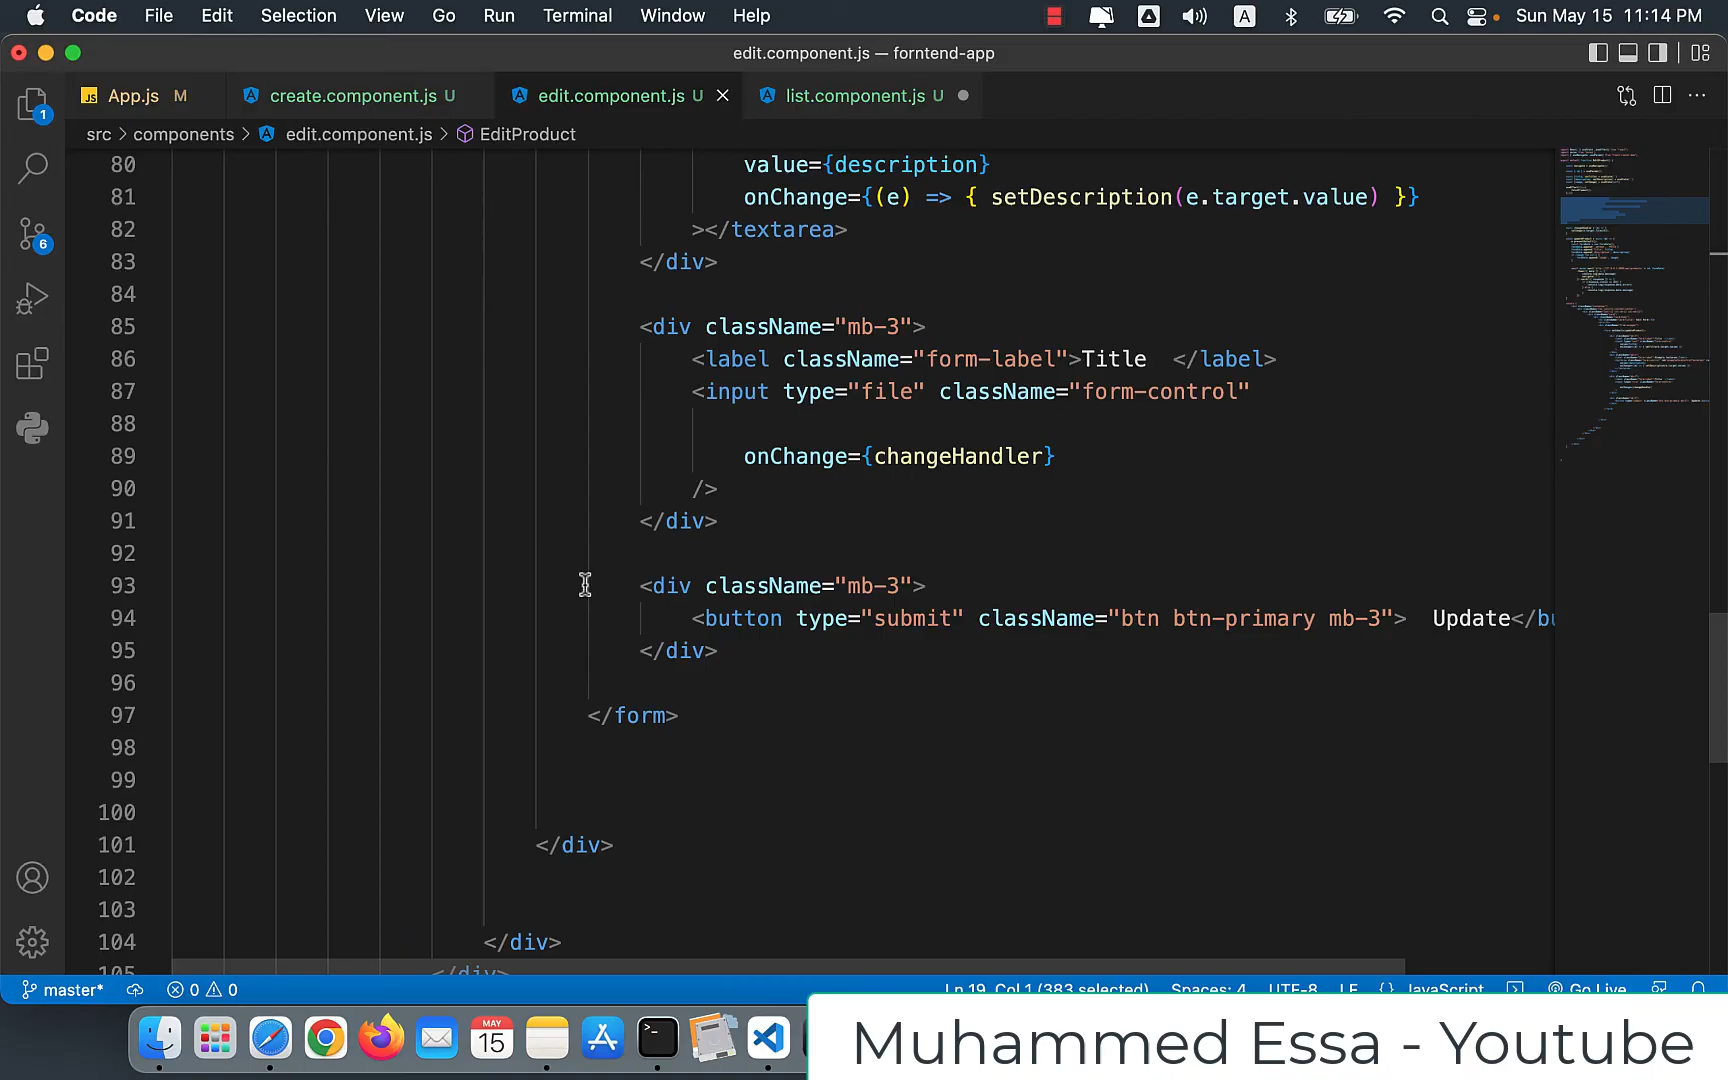 Code File Edit Selection View Go Run Terminal Window Help A Sun May 15 11:14 PM
edit.component.js — forntend-app
JS App.js M create.component.js U edit.component.js U list.component.js U
src > components > edit.component.js > EditProduct
80 value={description}
81 onChange={(e) => { setDescription(e.target.value) }}
82 ></textarea>
83 </div>
84
85 <div className="mb-3">
86 <label className="form-label">Title </label>
87 <input type="file" className="form-control"
88
89 onChange={changeHandler}
90 />
91 </div>
92
93 <div className="mb-3">
94 <button type="submit" className="btn btn-primary mb-3"> Update</bu
95 </div>
96
97 </form>
98
99
100
101 </div>
102
103
104 </div>
105 </div>
1
6
master* 0 0 Ln 19, Col 1 (383 selected) Spaces: 4 UTF-8 LF {} JavaScript Go Live
MAY
15
Muhammed Essa - Youtube